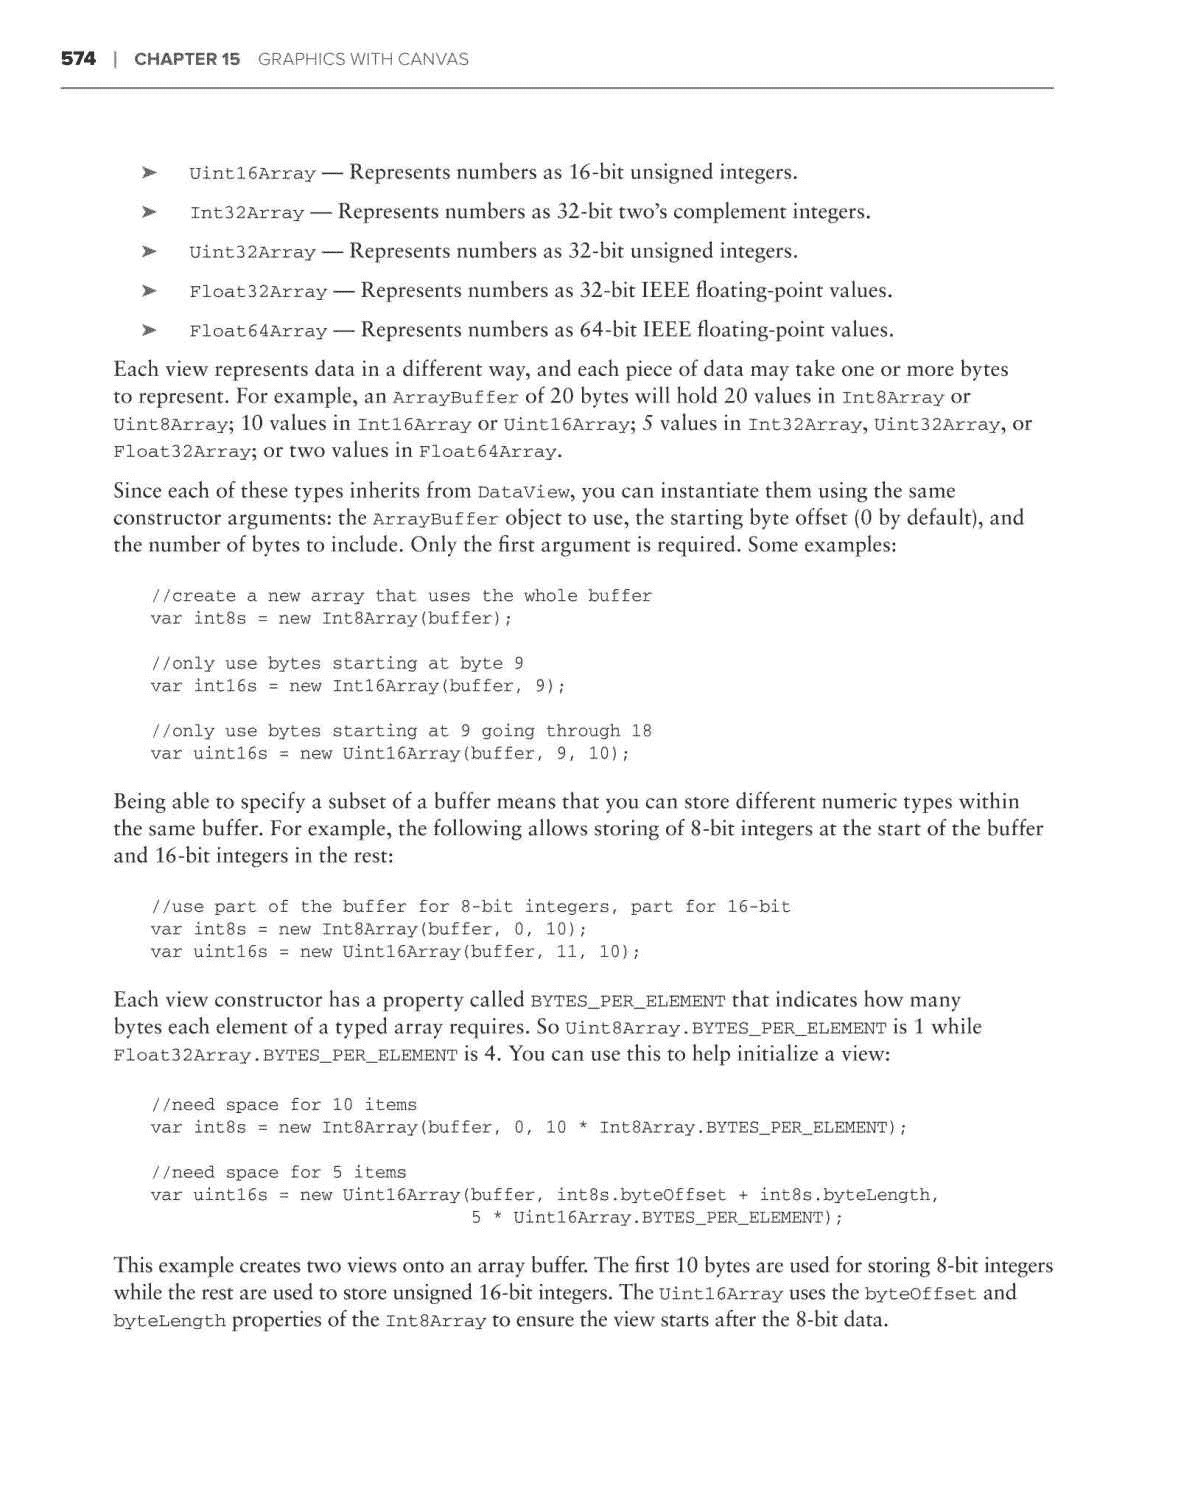 574 | CHAPTER 15 GRAPHICS WITH CANVAS
➤ Uint16Array — Represents numbers as 16-bit unsigned integers.
➤ Int32Array — Represents numbers as 32-bit two’s complement integers.
➤ Uint32Array — Represents numbers as 32-bit unsigned integers.
➤ Float32Array — Represents numbers as 32-bit IEEE floating-point values.
➤ Float64Array — Represents numbers as 64-bit IEEE floating-point values.
Each view represents data in a different way, and each piece of data may take one or more bytes
to represent. For example, an ArrayBuffer of 20 bytes will hold 20 values in Int8Array or
Uint8Array; 10 values in Int16Array or Uint16Array; 5 values in Int32Array, Uint32Array, or
Float32Array; or two values in Float64Array.
Since each of these types inherits from DataView, you can instantiate them using the same
constructor arguments: the ArrayBuffer object to use, the starting byte offset (0 by default), and
the number of bytes to include. Only the first argument is required. Some examples:
//create a new array that uses the whole buffer
var int8s = new Int8Array(buffer);
//only use bytes starting at byte 9
var int16s = new Int16Array(buffer, 9);
//only use bytes starting at 9 going through 18
var uint16s = new Uint16Array(buffer, 9, 10);
Being able to specify a subset of a buffer means that you can store different numeric types within
the same buffer. For example, the following allows storing of 8-bit integers at the start of the buffer
and 16-bit integers in the rest:
//use part of the buffer for 8-bit integers, part for 16-bit
var int8s = new Int8Array(buffer, 0, 10);
var uint16s = new Uint16Array(buffer, 11, 10);
Each view constructor has a property called BYTES_PER_ELEMENT that indicates how many
bytes each element of a typed array requires. So Uint8Array.BYTES_PER_ELEMENT is 1 while
Float32Array.BYTES_PER_ELEMENT is 4. You can use this to help initialize a view:
//need space for 10 items
var int8s = new Int8Array(buffer, 0, 10 * Int8Array.BYTES_PER_ELEMENT);
//need space for 5 items
var uint16s = new Uint16Array(buffer, int8s.byteOffset + int8s.byteLength,
5 * Uint16Array.BYTES_PER_ELEMENT);
This example creates two views onto an array buffer. The first 10 bytes are used for storing 8-bit integers
while the rest are used to store unsigned 16-bit integers. The Uint16Array uses the byteOffset and
byteLength properties of the Int8Array to ensure the view starts after the 8-bit data.